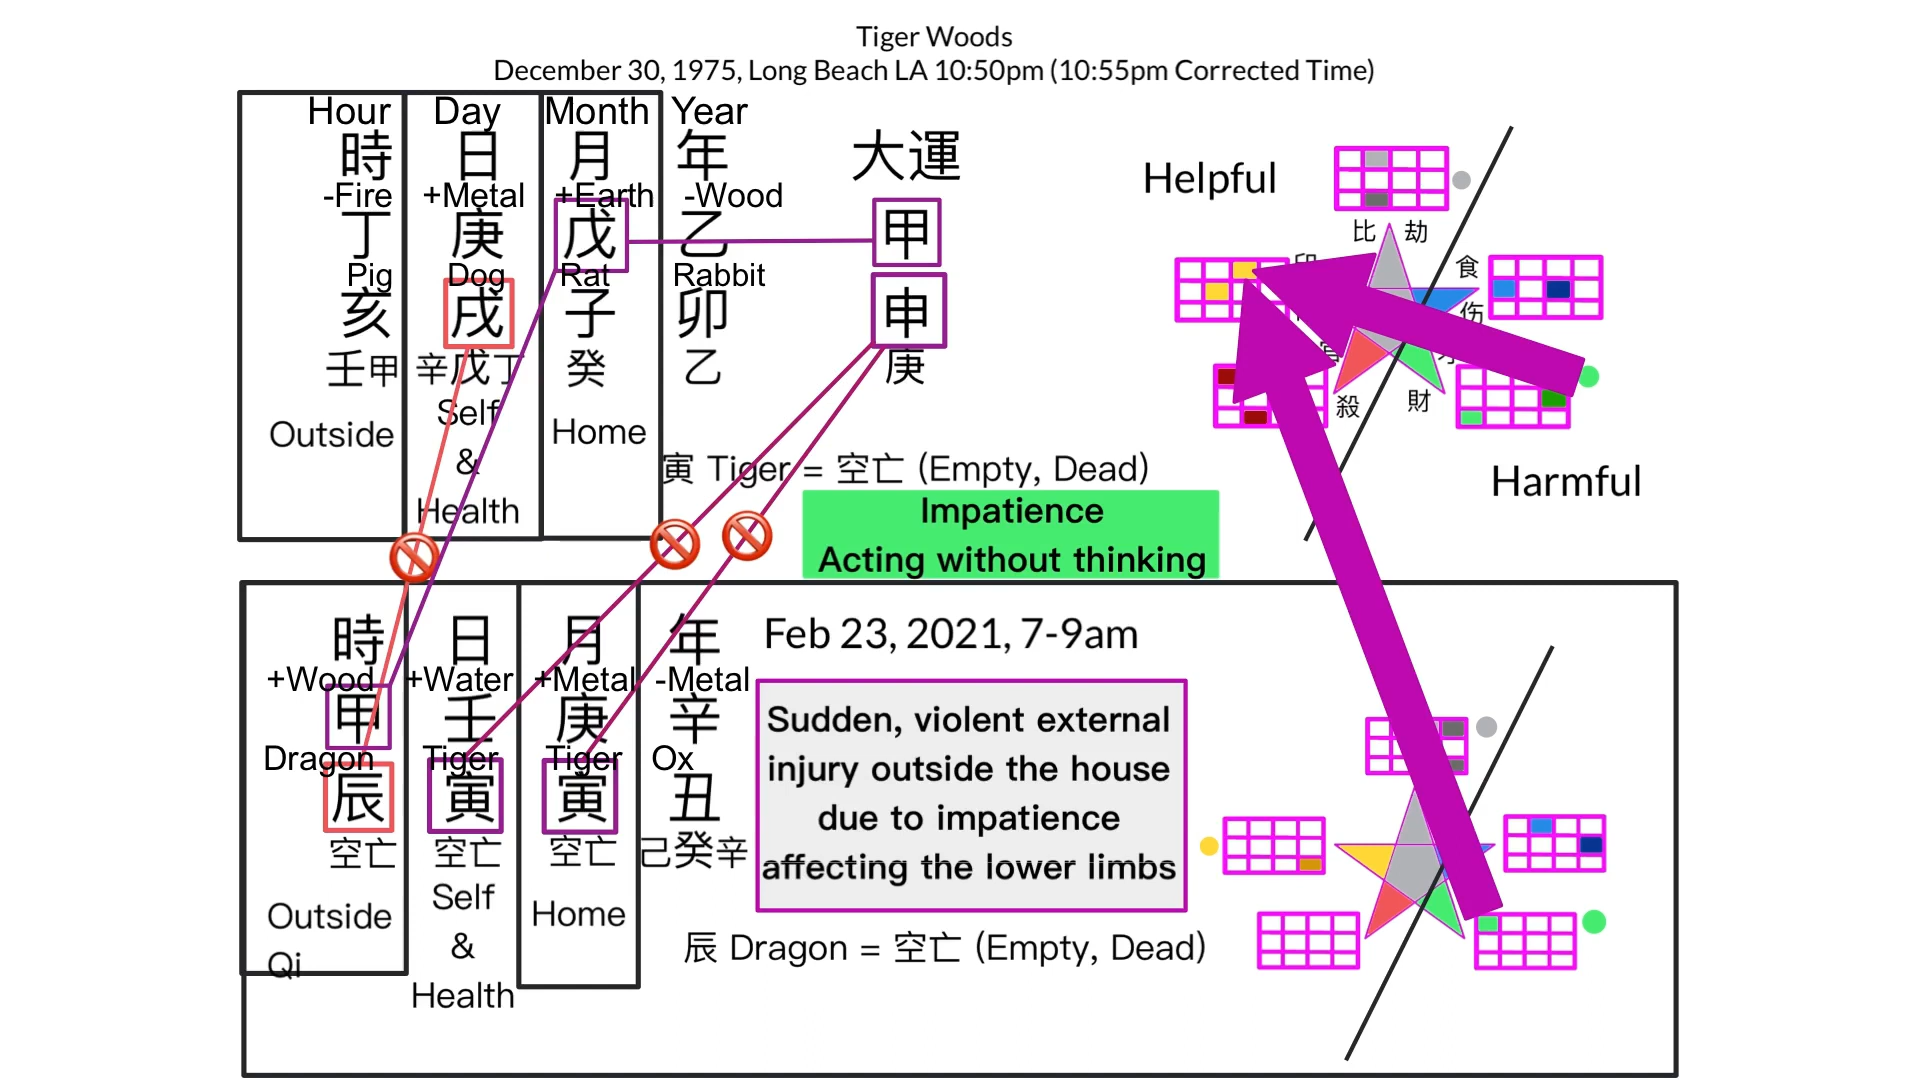 Tiger Woods
December 30, 1975, Long Beach LA 10:50pm (10:55pm Corrected Time)
Hour Day Month Year
時 日 月 年 大運
-Fire +Metal +Earth -Wood
丁 庚 戊 乙 甲
Pig Dog Rat Rabbit
亥 戌 子 卯 申
壬甲 辛戊丁 癸 乙 庚
Outside
Self
&
Health
Home
寅 Tiger = 空亡 (Empty, Dead)
Impatience
Acting without thinking
Helpful
比 劫
印
食
伤
殺
財
Harmful
時 日 月 年
+Wood +Water +Metal -Metal
甲 壬 庚 辛
Dragon Tiger Tiger Ox
辰 寅 寅 丑
空亡 空亡 空亡 己癸辛
Outside
Qi
Self
&
Health
Home
Feb 23, 2021, 7-9am
Sudden, violent external
injury outside the house
due to impatience
affecting the lower limbs
辰 Dragon = 空亡 (Empty, Dead)